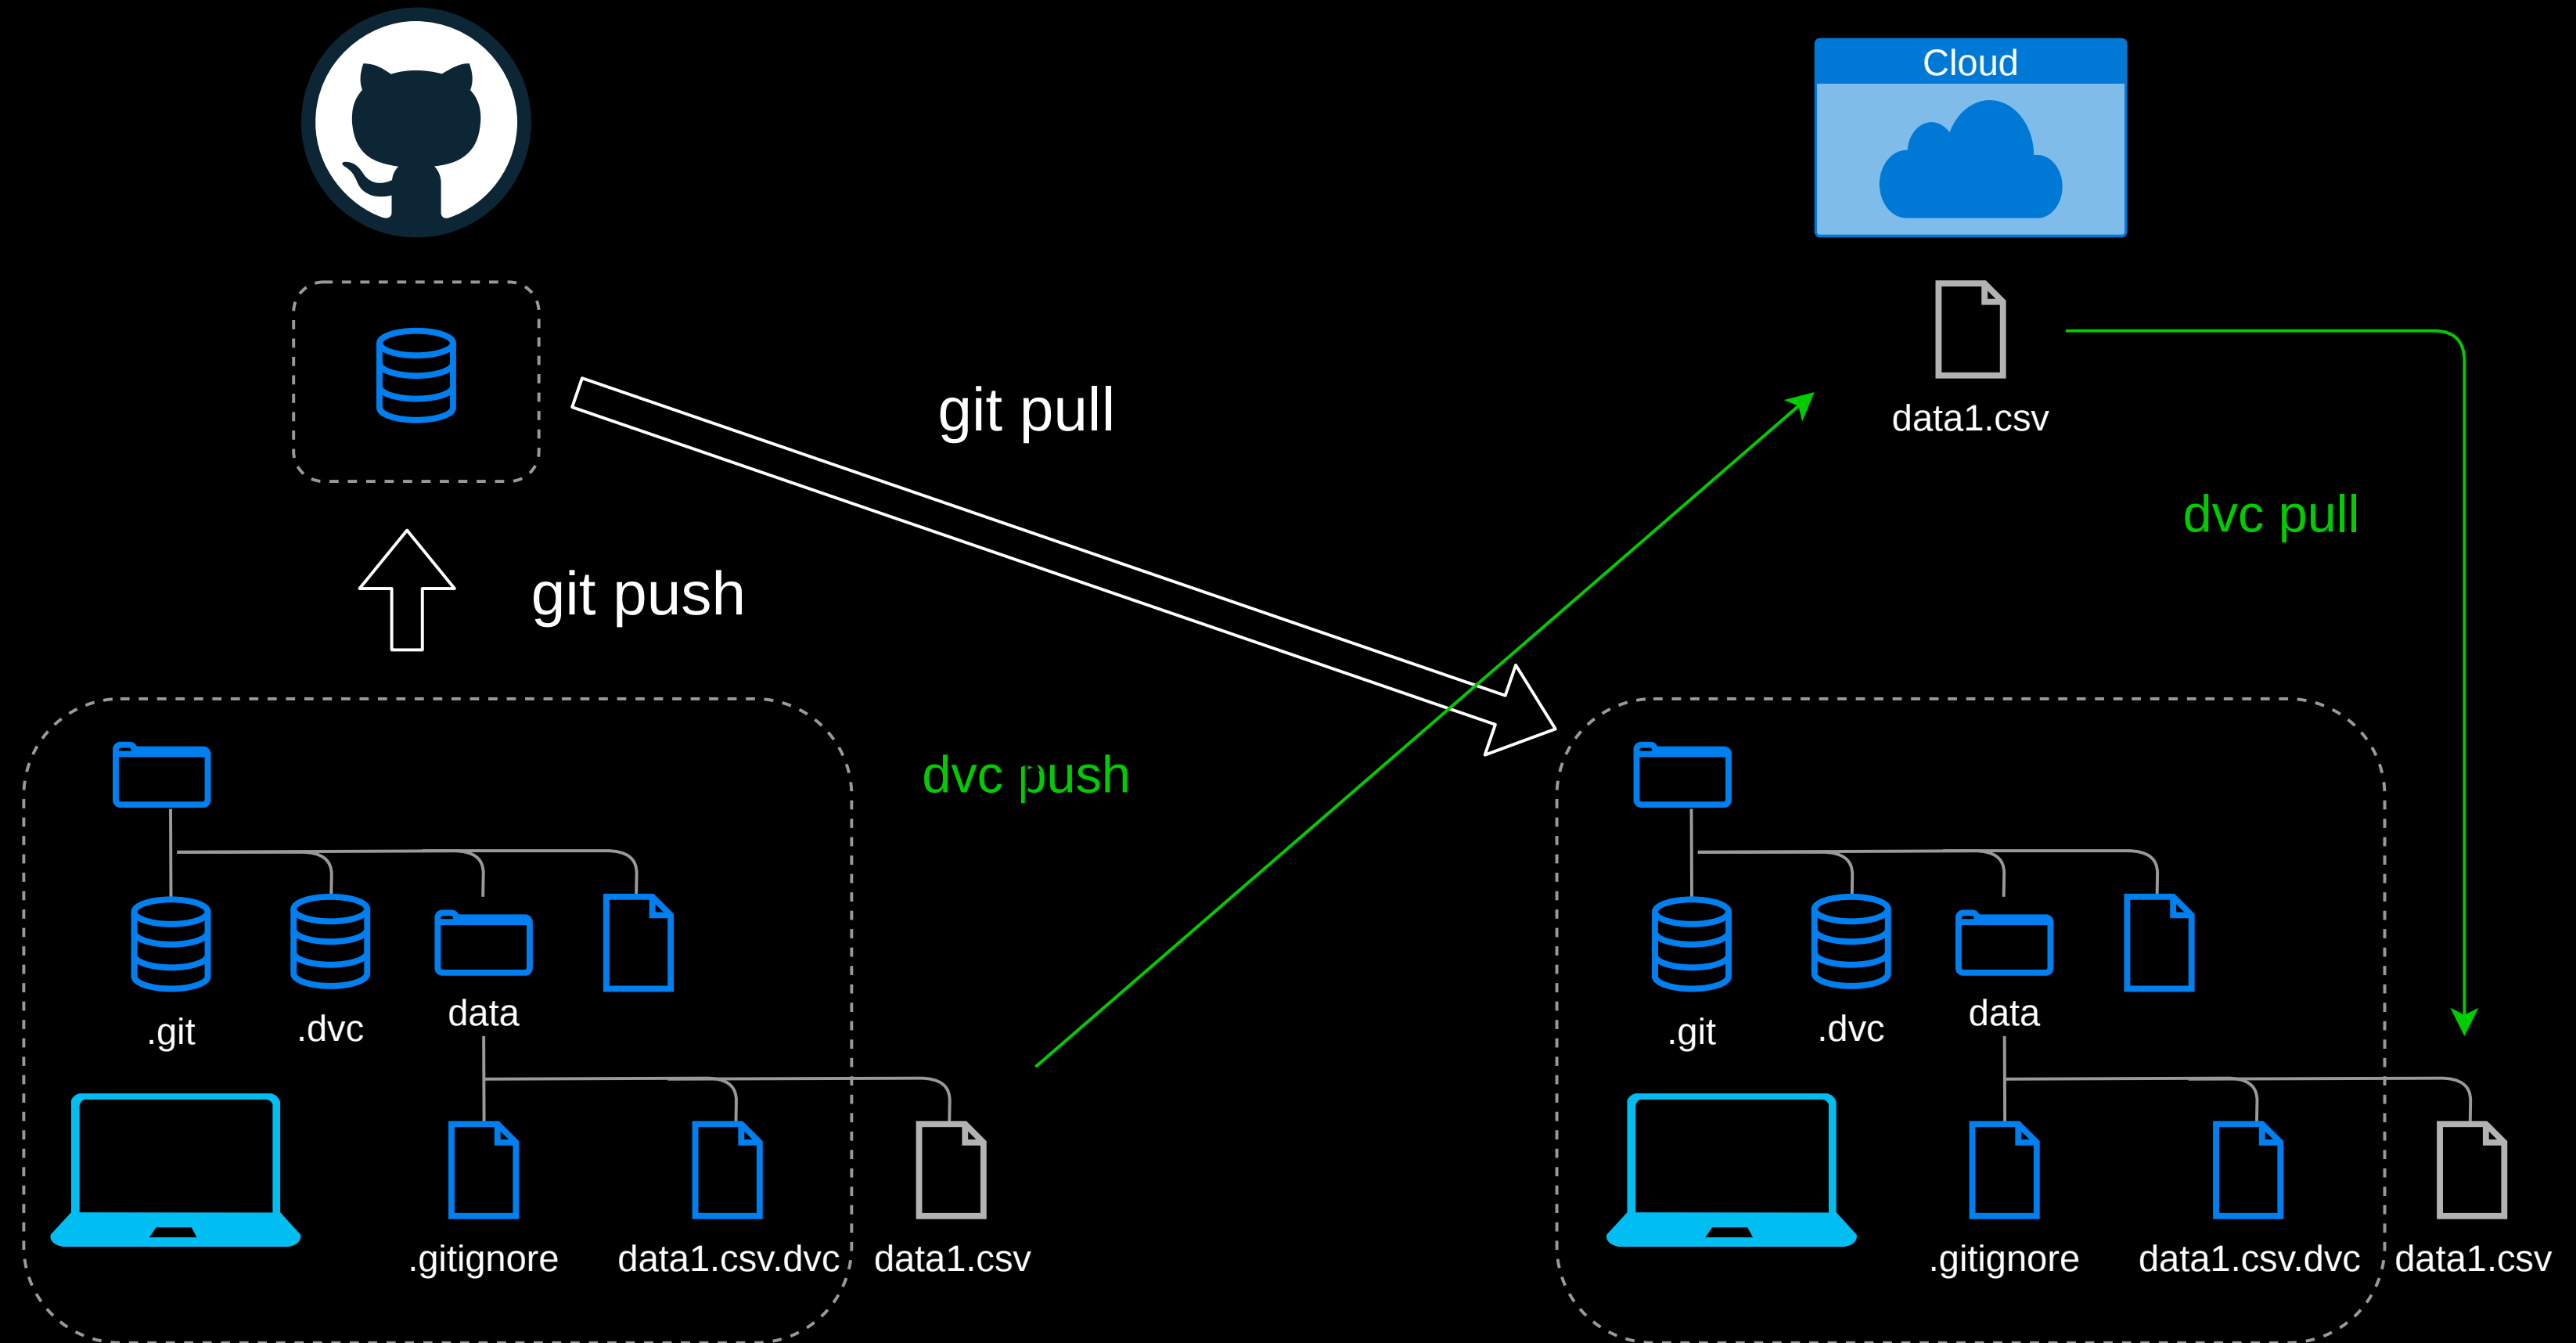 Cloud
data1.csv
git pull
dvc pull
git push
dvc push
.git
.dvc
data
.gitignore
data1.csv.dvc
data1.csv
.git
.dvc
data
.gitignore
data1.csv.dvc
data1.csv